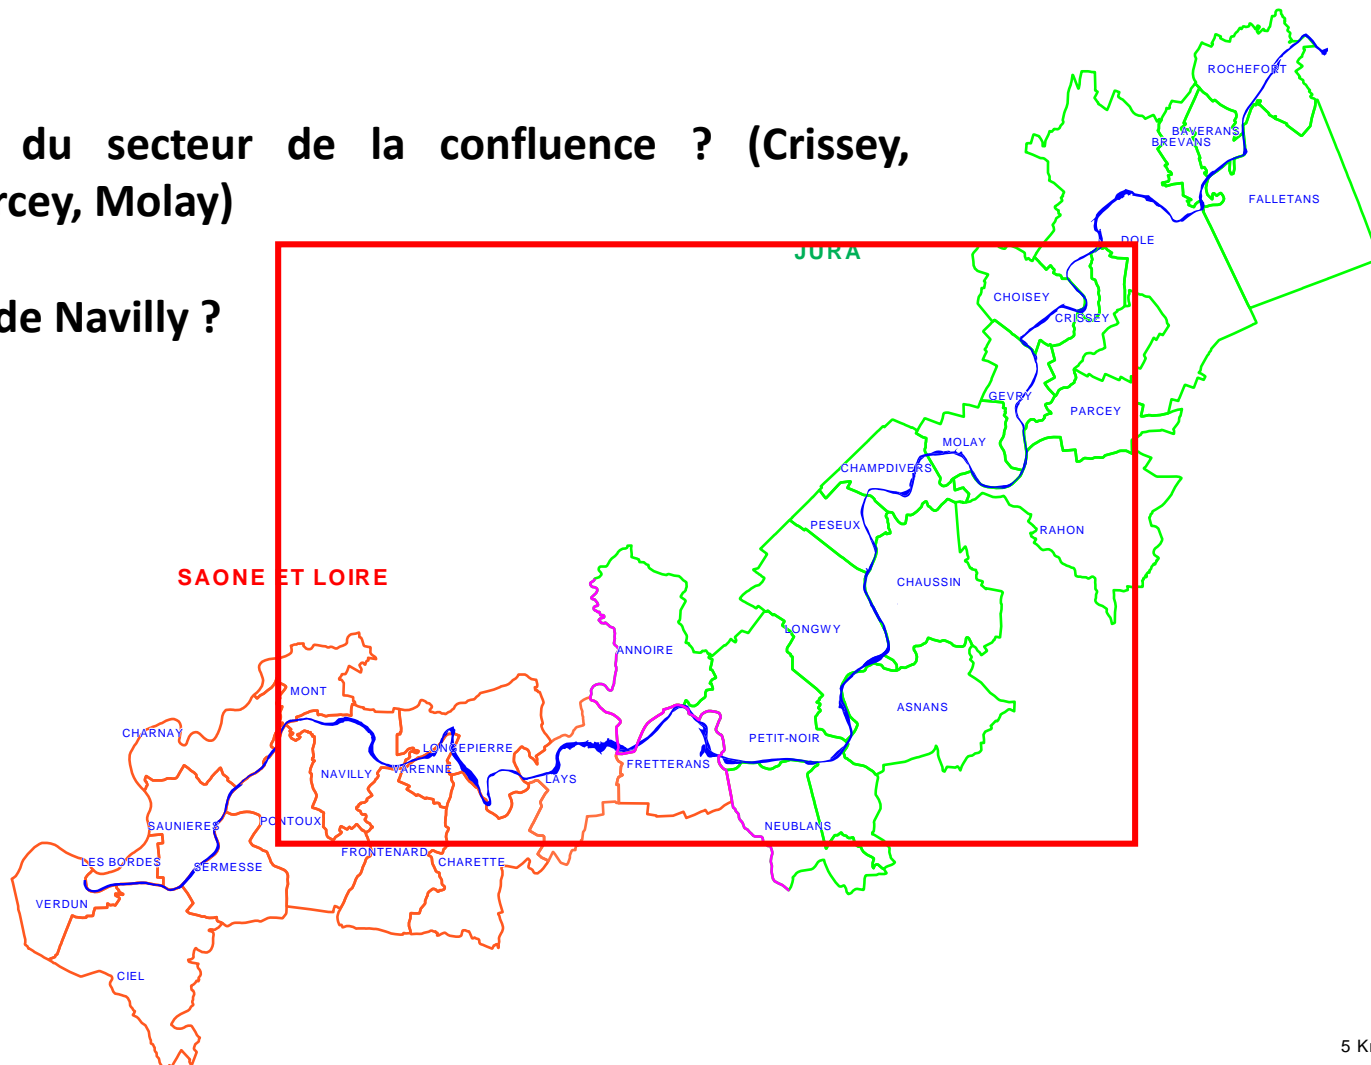 du secteur de la confluence ? (Crissey,
rcey, Molay)
de Navilly ?
ROCHEFORT
BAVERANS
BREVANS
FALLETANS
DOLE
JURA
CHOISEY
CRISSEY
GEVRY
PARCEY
MOLAY
CHAMPDIVERS
PESEUX
RAHON
SAONE ET LOIRE
CHAUSSIN
LONGWY
ANNOIRE
MONT
ASNANS
CHARNAY
PETIT-NOIR
LONGEPIERRE
FRETTERANS
VARENNE
NAVILLY
LAYS
PONTOUX
SAUNIERES
NEUBLANS
FRONTENARD
LES BORDES
CHARETTE
SERMESSE
VERDUN
CIEL
5 K